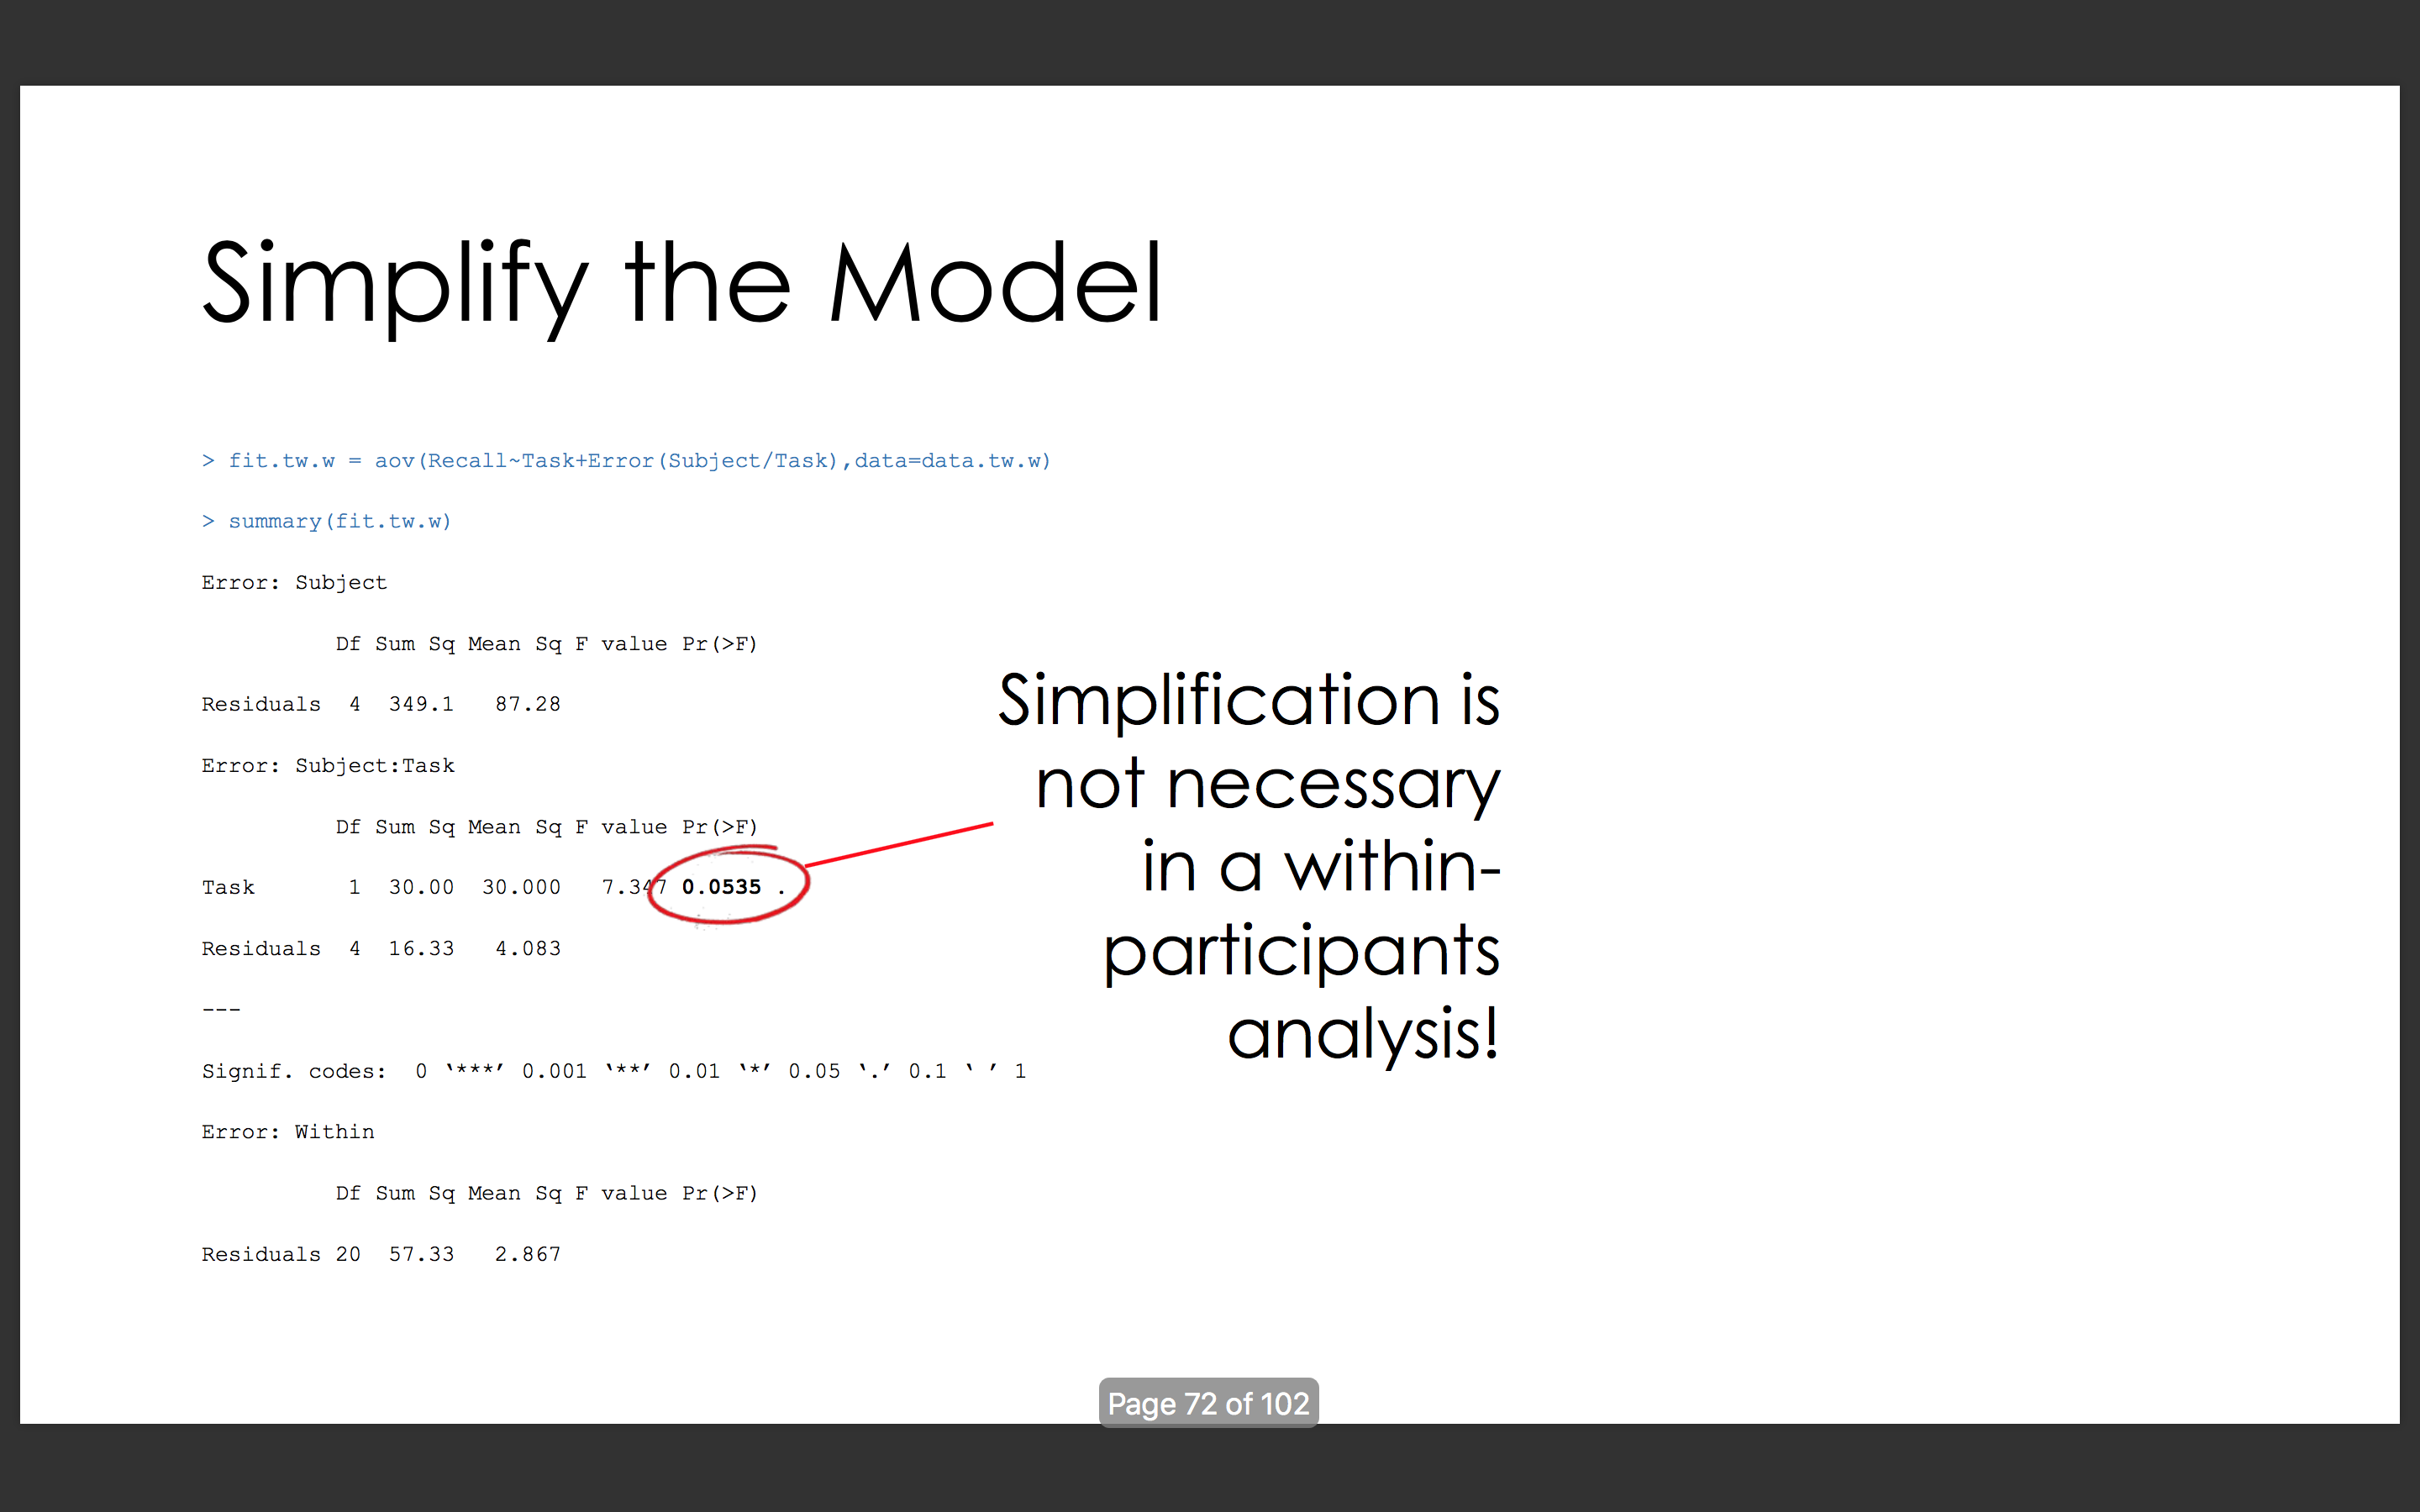 Simplify the Model
> fit.tw.w = aov(Recall~Task+Error(Subject/Task),data=data.tw.w)
> summary(fit.tw.w)
Error: Subject
          Df Sum Sq Mean Sq F value Pr(>F)
Residuals  4  349.1   87.28
Error: Subject:Task
          Df Sum Sq Mean Sq F value Pr(>F)
Task       1  30.00  30.000   7.347 0.0535 .
Residuals  4  16.33   4.083
---
Signif. codes:  0 ‘***’ 0.001 ‘**’ 0.01 ‘*’ 0.05 ‘.’ 0.1 ‘ ’ 1
Error: Within
          Df Sum Sq Mean Sq F value Pr(>F)
Residuals 20  57.33   2.867
Simplification is
not necessary
in a within-
participants
analysis!
Page 72 of 102